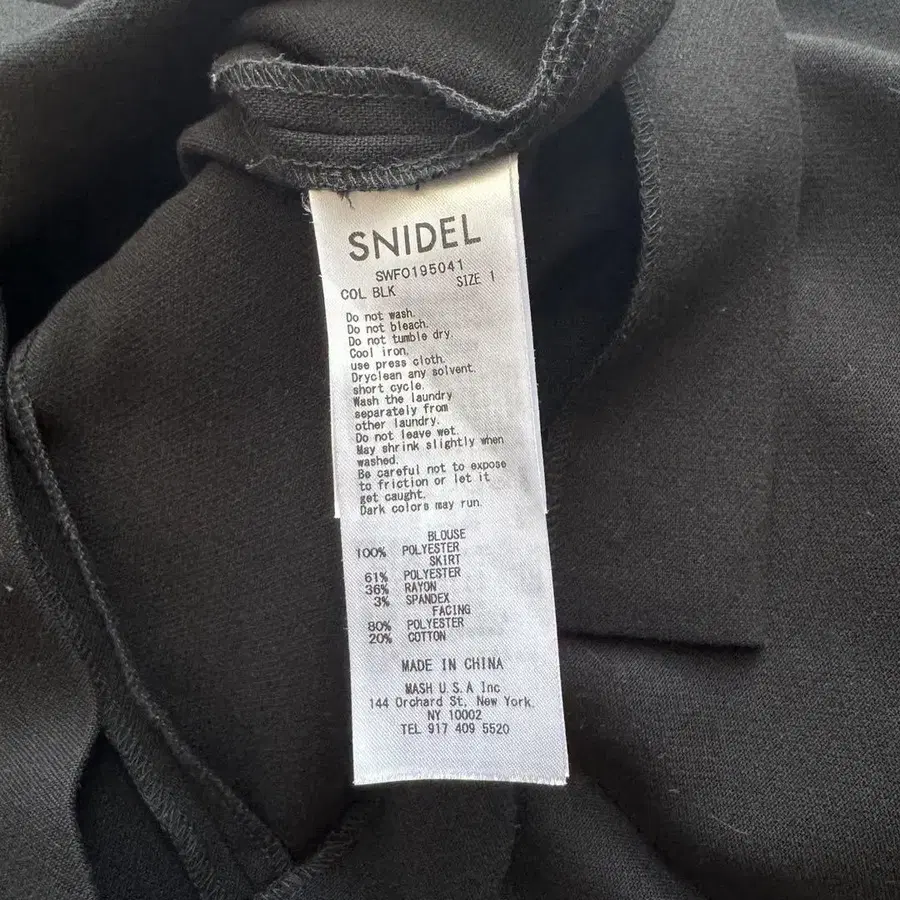 SNIDEL
SWFO195041
COL BLK SIZE 1
Do not wash.
Do not bleach.
Do not tumble dry.
Cool iron.
use press cloth.
Dryclean any solvent.
short cycle.
Wash the laundry
separately from
other laundry.
Do not leave wet.
May shrink slightly when
washed.
Be careful not to expose
to friction or let it
get caught.
Dark colors may run.
BLOUSE
100% POLYESTER
SKIRT
61% POLYESTER
36% RAYON
3% SPANDEX
FACING
80% POLYESTER
20% COTTON
MADE IN CHINA
MASH U.S.A Inc
144 Orchard St, New York.
NY 10002
TEL 917 409 5520